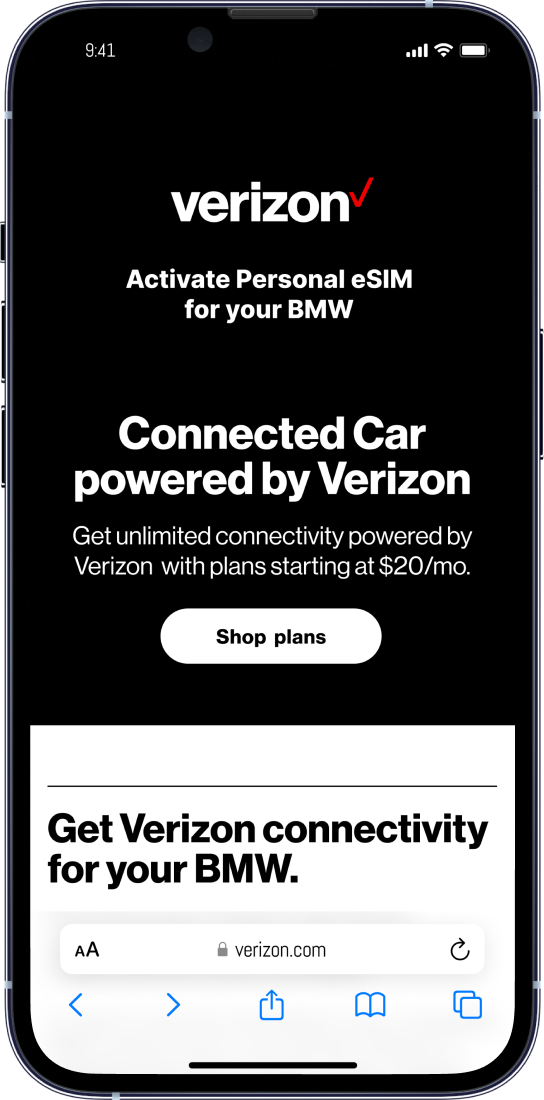 9:41
verizon✓
Activate Personal eSIM
for your BMW
Connected Car
powered by Verizon
Get unlimited connectivity powered by
Verizon with plans starting at $20/mo.
Shop plans
Get Verizon connectivity
for your BMW.
AA verizon.com